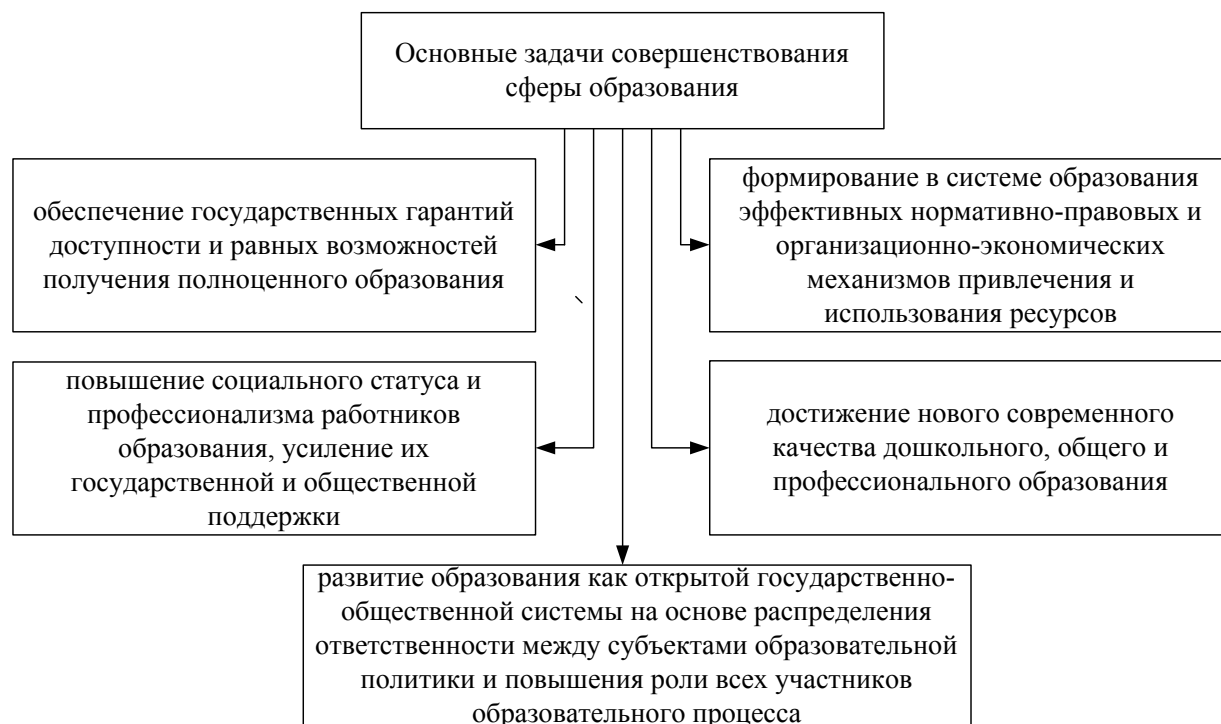 Основные задачи совершенствования
сферы образования
обеспечение государственных гарантий
доступности и равных возможностей
получения полноценного образования
формирование в системе образования
эффективных нормативно-правовых и
организационно-экономических
механизмов привлечения и
использования ресурсов
повышение социального статуса и
профессионализма работников
образования, усиление их
государственной и общественной
поддержки
достижение нового современного
качества дошкольного, общего и
профессионального образования
развитие образования как открытой государственно-
общественной системы на основе распределения
ответственности между субъектами образовательной
политики и повышения роли всех участников
образовательного процесса